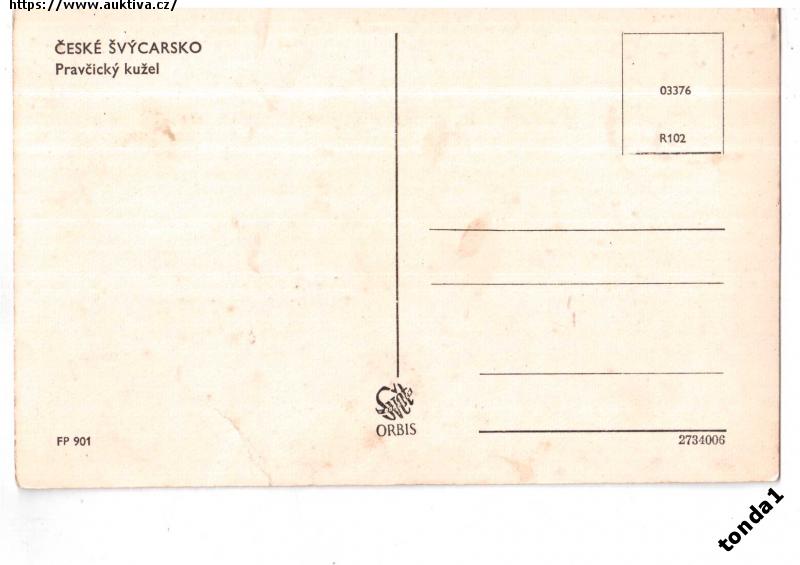 https://www.auktiva.cz/
ČESKÉ ŠVÝCARSKO
Pravčický kužel
03376
R102
ORBIS
FP 901
2734006
tonda1